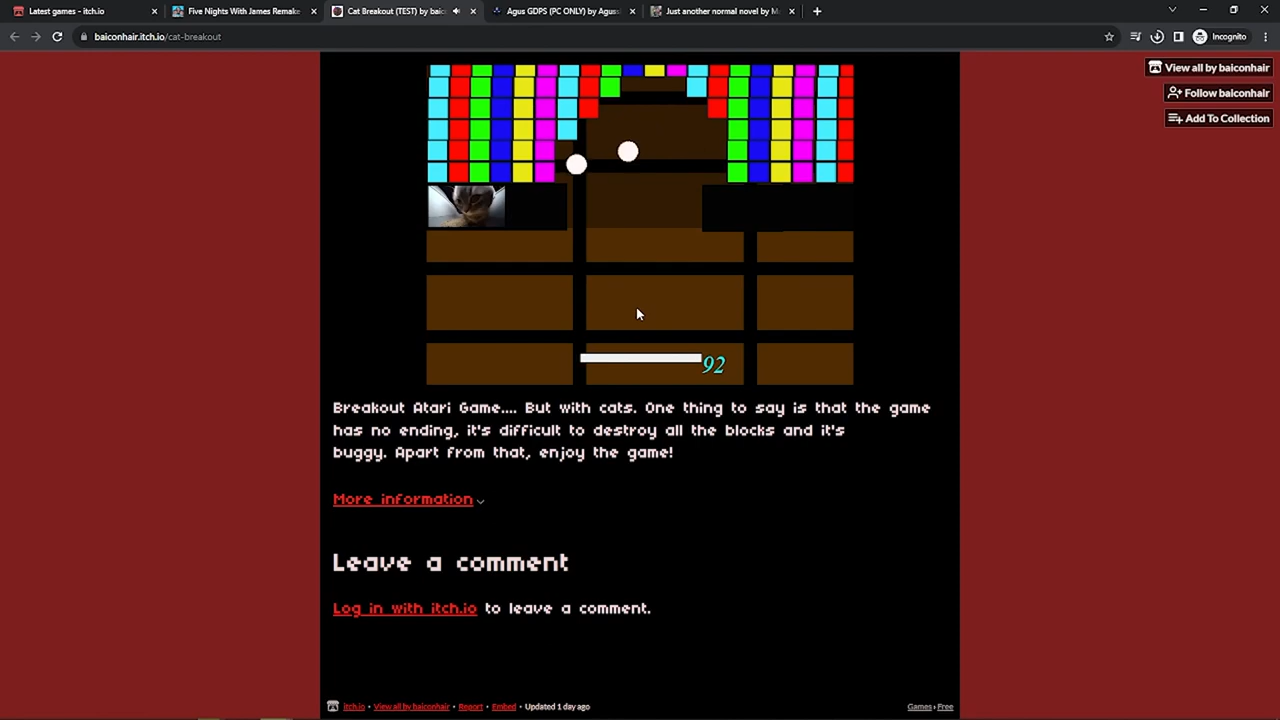 Latest games - itch.io
Five Nights With James Remake
Cat Breakout (TEST) by baic
Agus GDPS (PC ONLY) by Agus
Just another normal novel by M
baiconhair.itch.io/cat-breakout
Incognito
View all by baiconhair
Follow baiconhair
Add To Collection
92
Breakout Atari Game.... But with cats. One thing to say is that the game
has no ending, it's difficult to destroy all the blocks and it's
buggy. Apart from that, enjoy the game!
More information
Leave a comment
Log in with itch.io to leave a comment.
itch.io • View all by baiconhair • Report • Embed • Updated 1 day ago
Games › Free